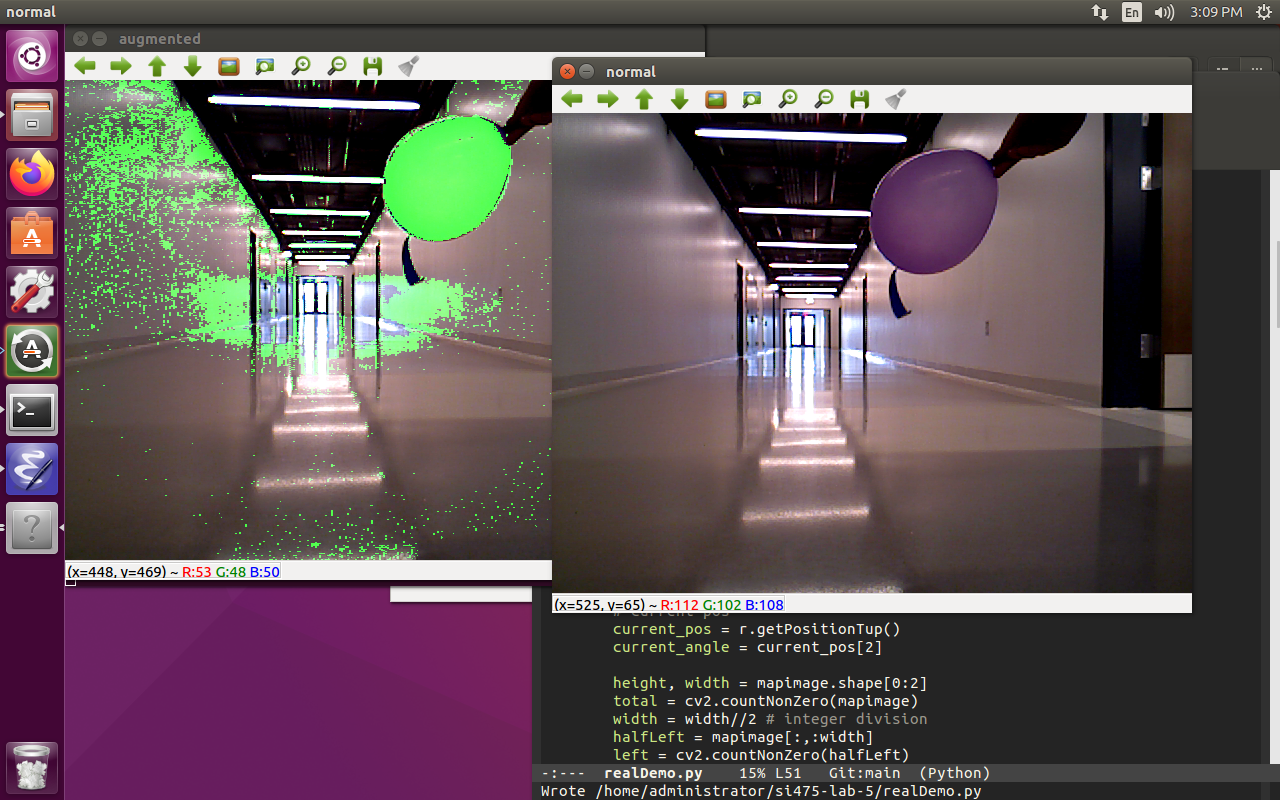 normal
En
3:09 PM
augmented
normal
(x=448, y=469) ~ R:53 G:48 B:50
(x=525, y=65) ~ R:112 G:102 B:108
# current pos
current_pos = r.getPositionTup()
current_angle = current_pos[2]
height, width = mapimage.shape[0:2]
total = cv2.countNonZero(mapimage)
width = width//2 # integer division
halfLeft = mapimage[:,:width]
left = cv2.countNonZero(halfLeft)
-:--- realDemo.py 15% L51 Git:main (Python)
Wrote /home/administrator/si475-lab-5/realDemo.py